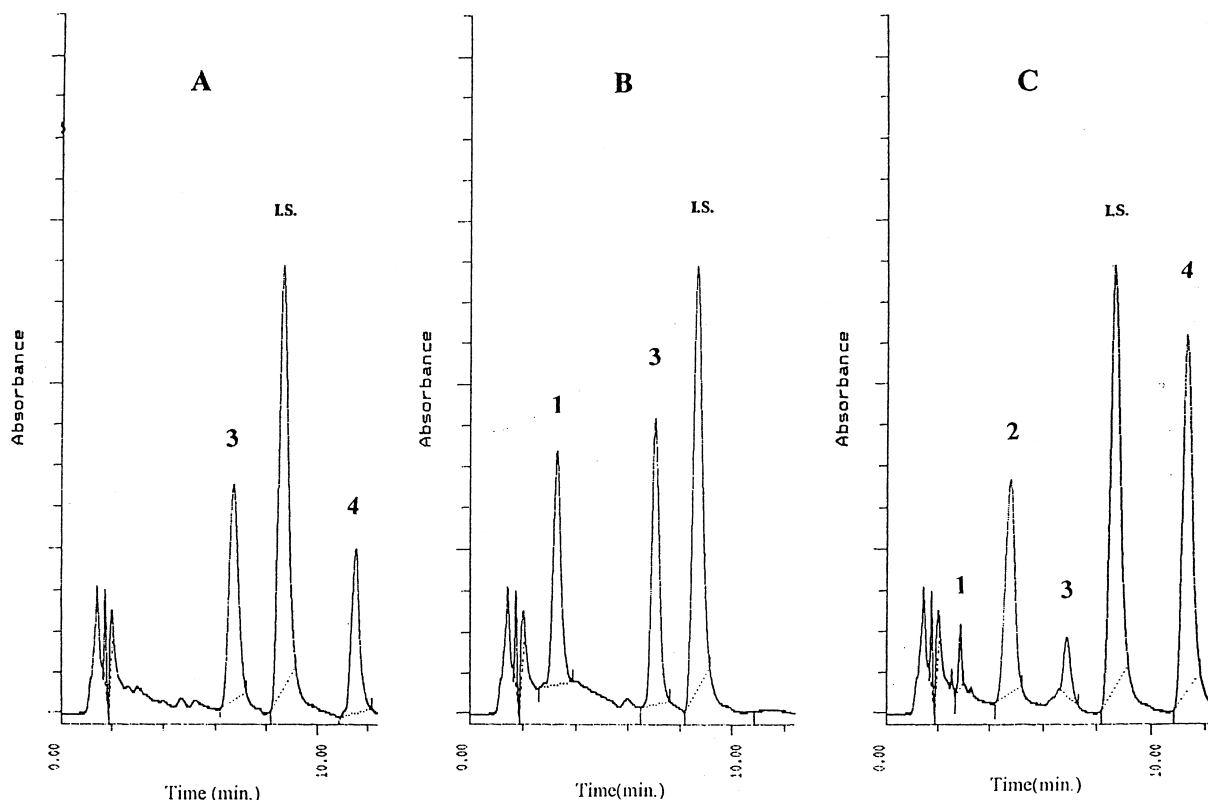 A
B
C
I.S.
I.S.
I.S.
4
3
3
1
2
4
1
3
Absorbance
Absorbance
Absorbance
0.00
10.00
0.00
10.00
0.00
10.00
Time (min.)
Time(min.)
Time(min.)